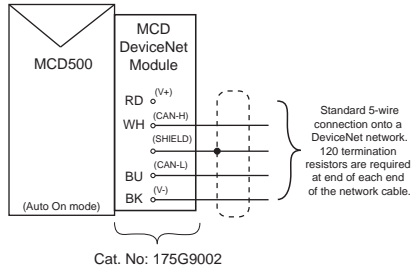 MCD
DeviceNet
Module
MCD500
RD (V+)
WH (CAN-H)
(SHIELD)
(CAN-L)
BU
BK (V-)
(Auto On mode)
Standard 5-wire
connection onto a
DeviceNet network.
120 termination
resistors are required
at end of each end
of the network cable.
Cat. No: 175G9002